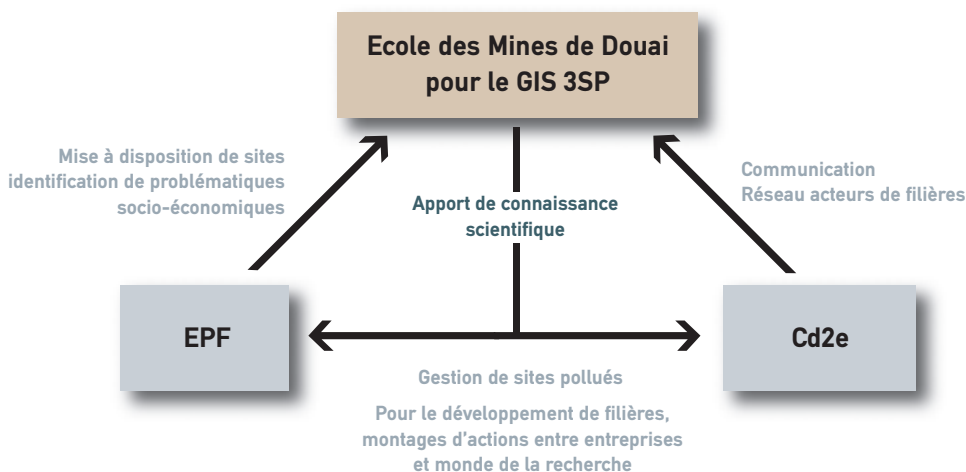 Ecole des Mines de Douai
pour le GIS 3SP
Mise à disposition de sites
identification de problématiques
socio-économiques
Communication
Réseau acteurs de filières
Apport de connaissance
scientifique
EPF
Cd2e
Gestion de sites pollués
Pour le développement de filières,
montages d'actions entre entreprises
et monde de la recherche